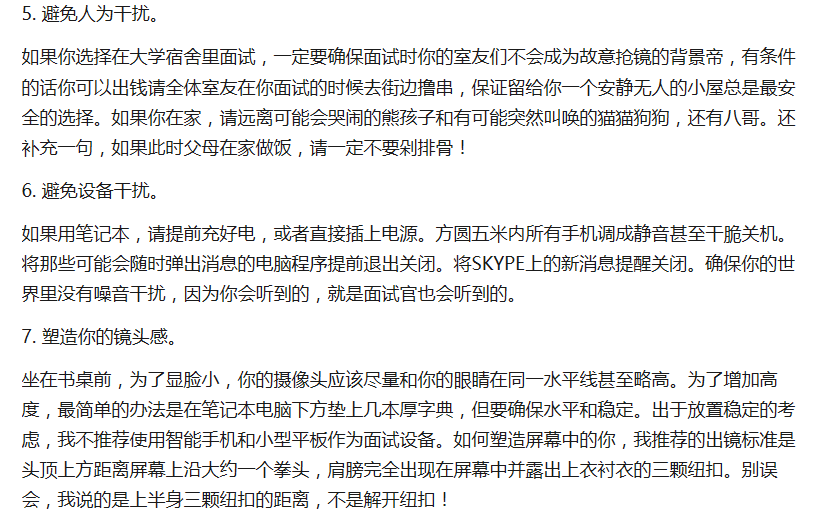 5. 避免人为干扰。
如果你选择在大学宿舍里面试，一定要确保面试时你的室友们不会成为故意抢镜的背景帝，有条件
的话你可以出钱请全体室友在你面试的时候去街边撸串，保证留给你一个安静无人的小屋总是最安
全的选择。如果你在家，请远离可能会哭闹的熊孩子和有可能突然叫唤的猫猫狗狗，还有八哥。还
补充一句，如果此时父母在家做饭，请一定不要剁排骨！
6. 避免设备干扰。
如果用笔记本，请提前充好电，或者直接插上电源。方圆五米内所有手机调成静音甚至干脆关机。
将那些可能会随时弹出消息的电脑程序提前退出关闭。将SKYPE上的新消息提醒关闭。确保你的世
界里没有噪音干扰，因为你会听到的，就是面试官也会听到的。
7. 塑造你的镜头感。
坐在书桌前，为了显脸小，你的摄像头应该尽量和你的眼睛在同一水平线甚至略高。为了增加高
度，最简单的办法是在笔记本电脑下方垫上几本厚字典，但要确保水平和稳定。出于放置稳定的考
虑，我不推荐使用智能手机和小型平板作为面试设备。如何塑造屏幕中的你，我推荐的出镜标准是
头顶上方距离屏幕上沿大约一个拳头，肩膀完全出现在屏幕中并露出上衣衬衣的三颗纽扣。别误
会，我说的是上半身三颗纽扣的距离，不是解开纽扣！